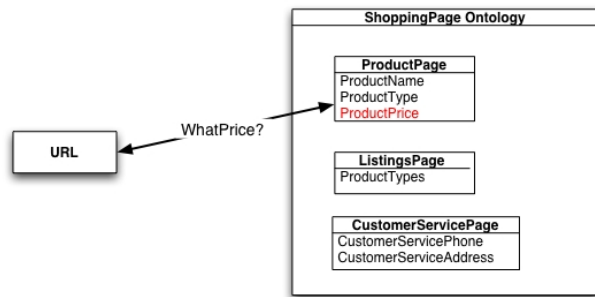 ShoppingPage Ontology
ProductPage
ProductName
ProductType
ProductPrice
WhatPrice?
URL
ListingsPage
ProductTypes
CustomerServicePage
CustomerServicePhone
CustomerServiceAddress